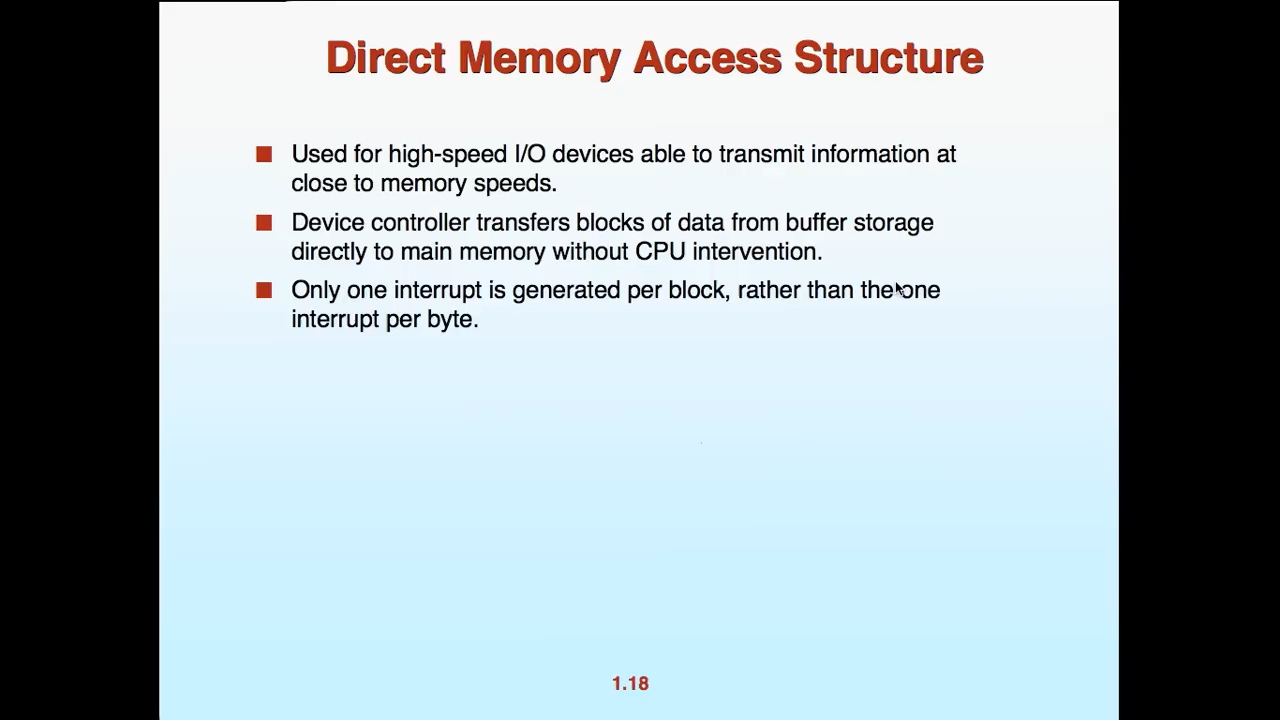 Direct Memory Access Structure
Used for high-speed I/O devices able to transmit information at
close to memory speeds.
Device controller transfers blocks of data from buffer storage
directly to main memory without CPU intervention.
Only one interrupt is generated per block, rather than the one
interrupt per byte.
1.18